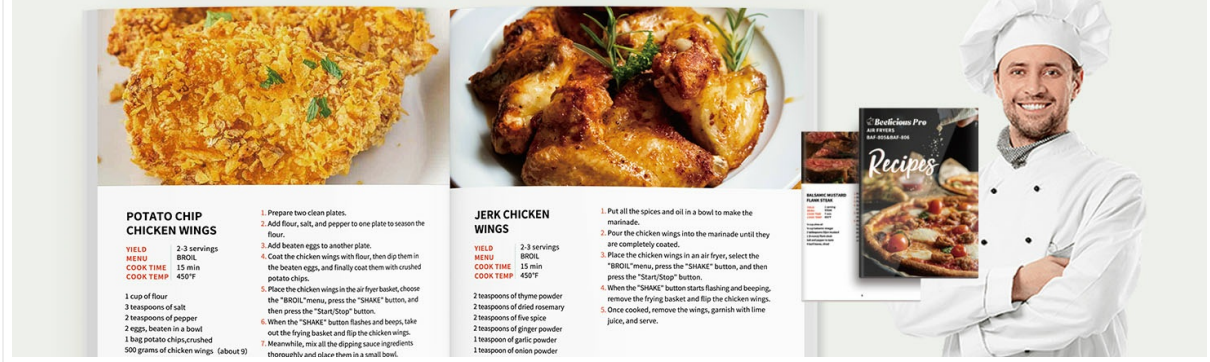 POTATO CHIP
CHICKEN WINGS
YIELD 2-3 servings
MENU BROIL
COOK TIME 15 min
COOK TEMP 450°F
1 cup of flour
3 teaspoons of salt
2 teaspoons of pepper
2 eggs, beaten in a bowl
1 bag potato chips,crushed
500 grams of chicken wings (about 9)
1. Prepare two clean plates.
2. Add flour, salt, and pepper to one plate to season the
flour.
3. Add beaten eggs to another plate.
4. Coat the chicken wings with flour, then dip them in
the beaten eggs, and finally coat them with crushed
potato chips.
5. Place the chicken wings in the air fryer basket, choose
the "BROIL"menu, press the "SHAKE" button, and
then press the "Start/Stop" button.
6. When the "SHAKE" button flashes and beeps, take
out the frying basket and flip the chicken wings.
7. Meanwhile, mix all the dipping sauce ingredients
thoroughly and place them in a small bowl.
JERK CHICKEN
WINGS
YIELD 2-3 servings
MENU BROIL
COOK TIME 15 min
COOK TEMP 450°F
2 teaspoons of thyme powder
2 teaspoons of dried rosemary
2 teaspoons of five spice
2 teaspoons of ginger powder
1 teaspoon of garlic powder
1 teaspoon of onion powder
1. Put all the spices and oil in a bowl to make the
marinade.
2. Pour the chicken wings into the marinade until they
are completely coated.
3. Place the chicken wings in an air fryer, select the
"BROIL"menu, press the "SHAKE" button, and then
press the "Start/Stop" button.
4. When the "SHAKE" button starts flashing and beeping,
remove the frying basket and flip the chicken wings.
5. Once cooked, remove the wings, garnish with lime
juice, and serve.
BALSAMIC MUSTARD
FLANK STEAK
Beelicious Pro
AIR FRYERS
BAF-805&BAF-806
Recipes